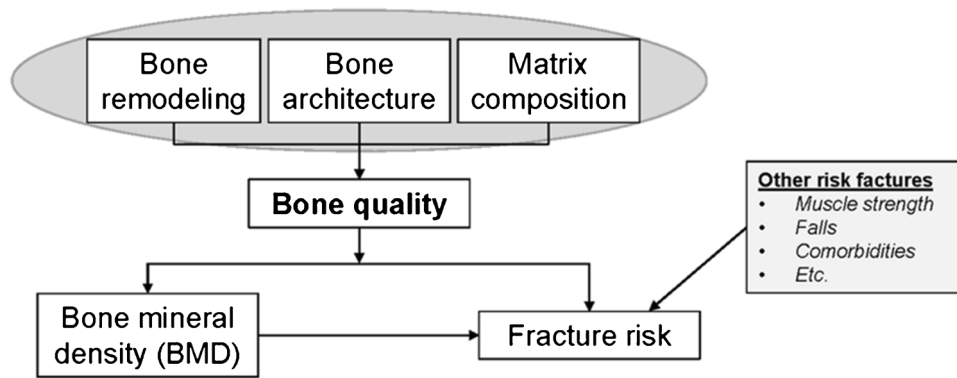 Bone
remodeling
Bone
architecture
Matrix
composition
Bone quality
Other risk factures
• Muscle strength
• Falls
• Comorbidities
• Etc.
Bone mineral
density (BMD)
Fracture risk